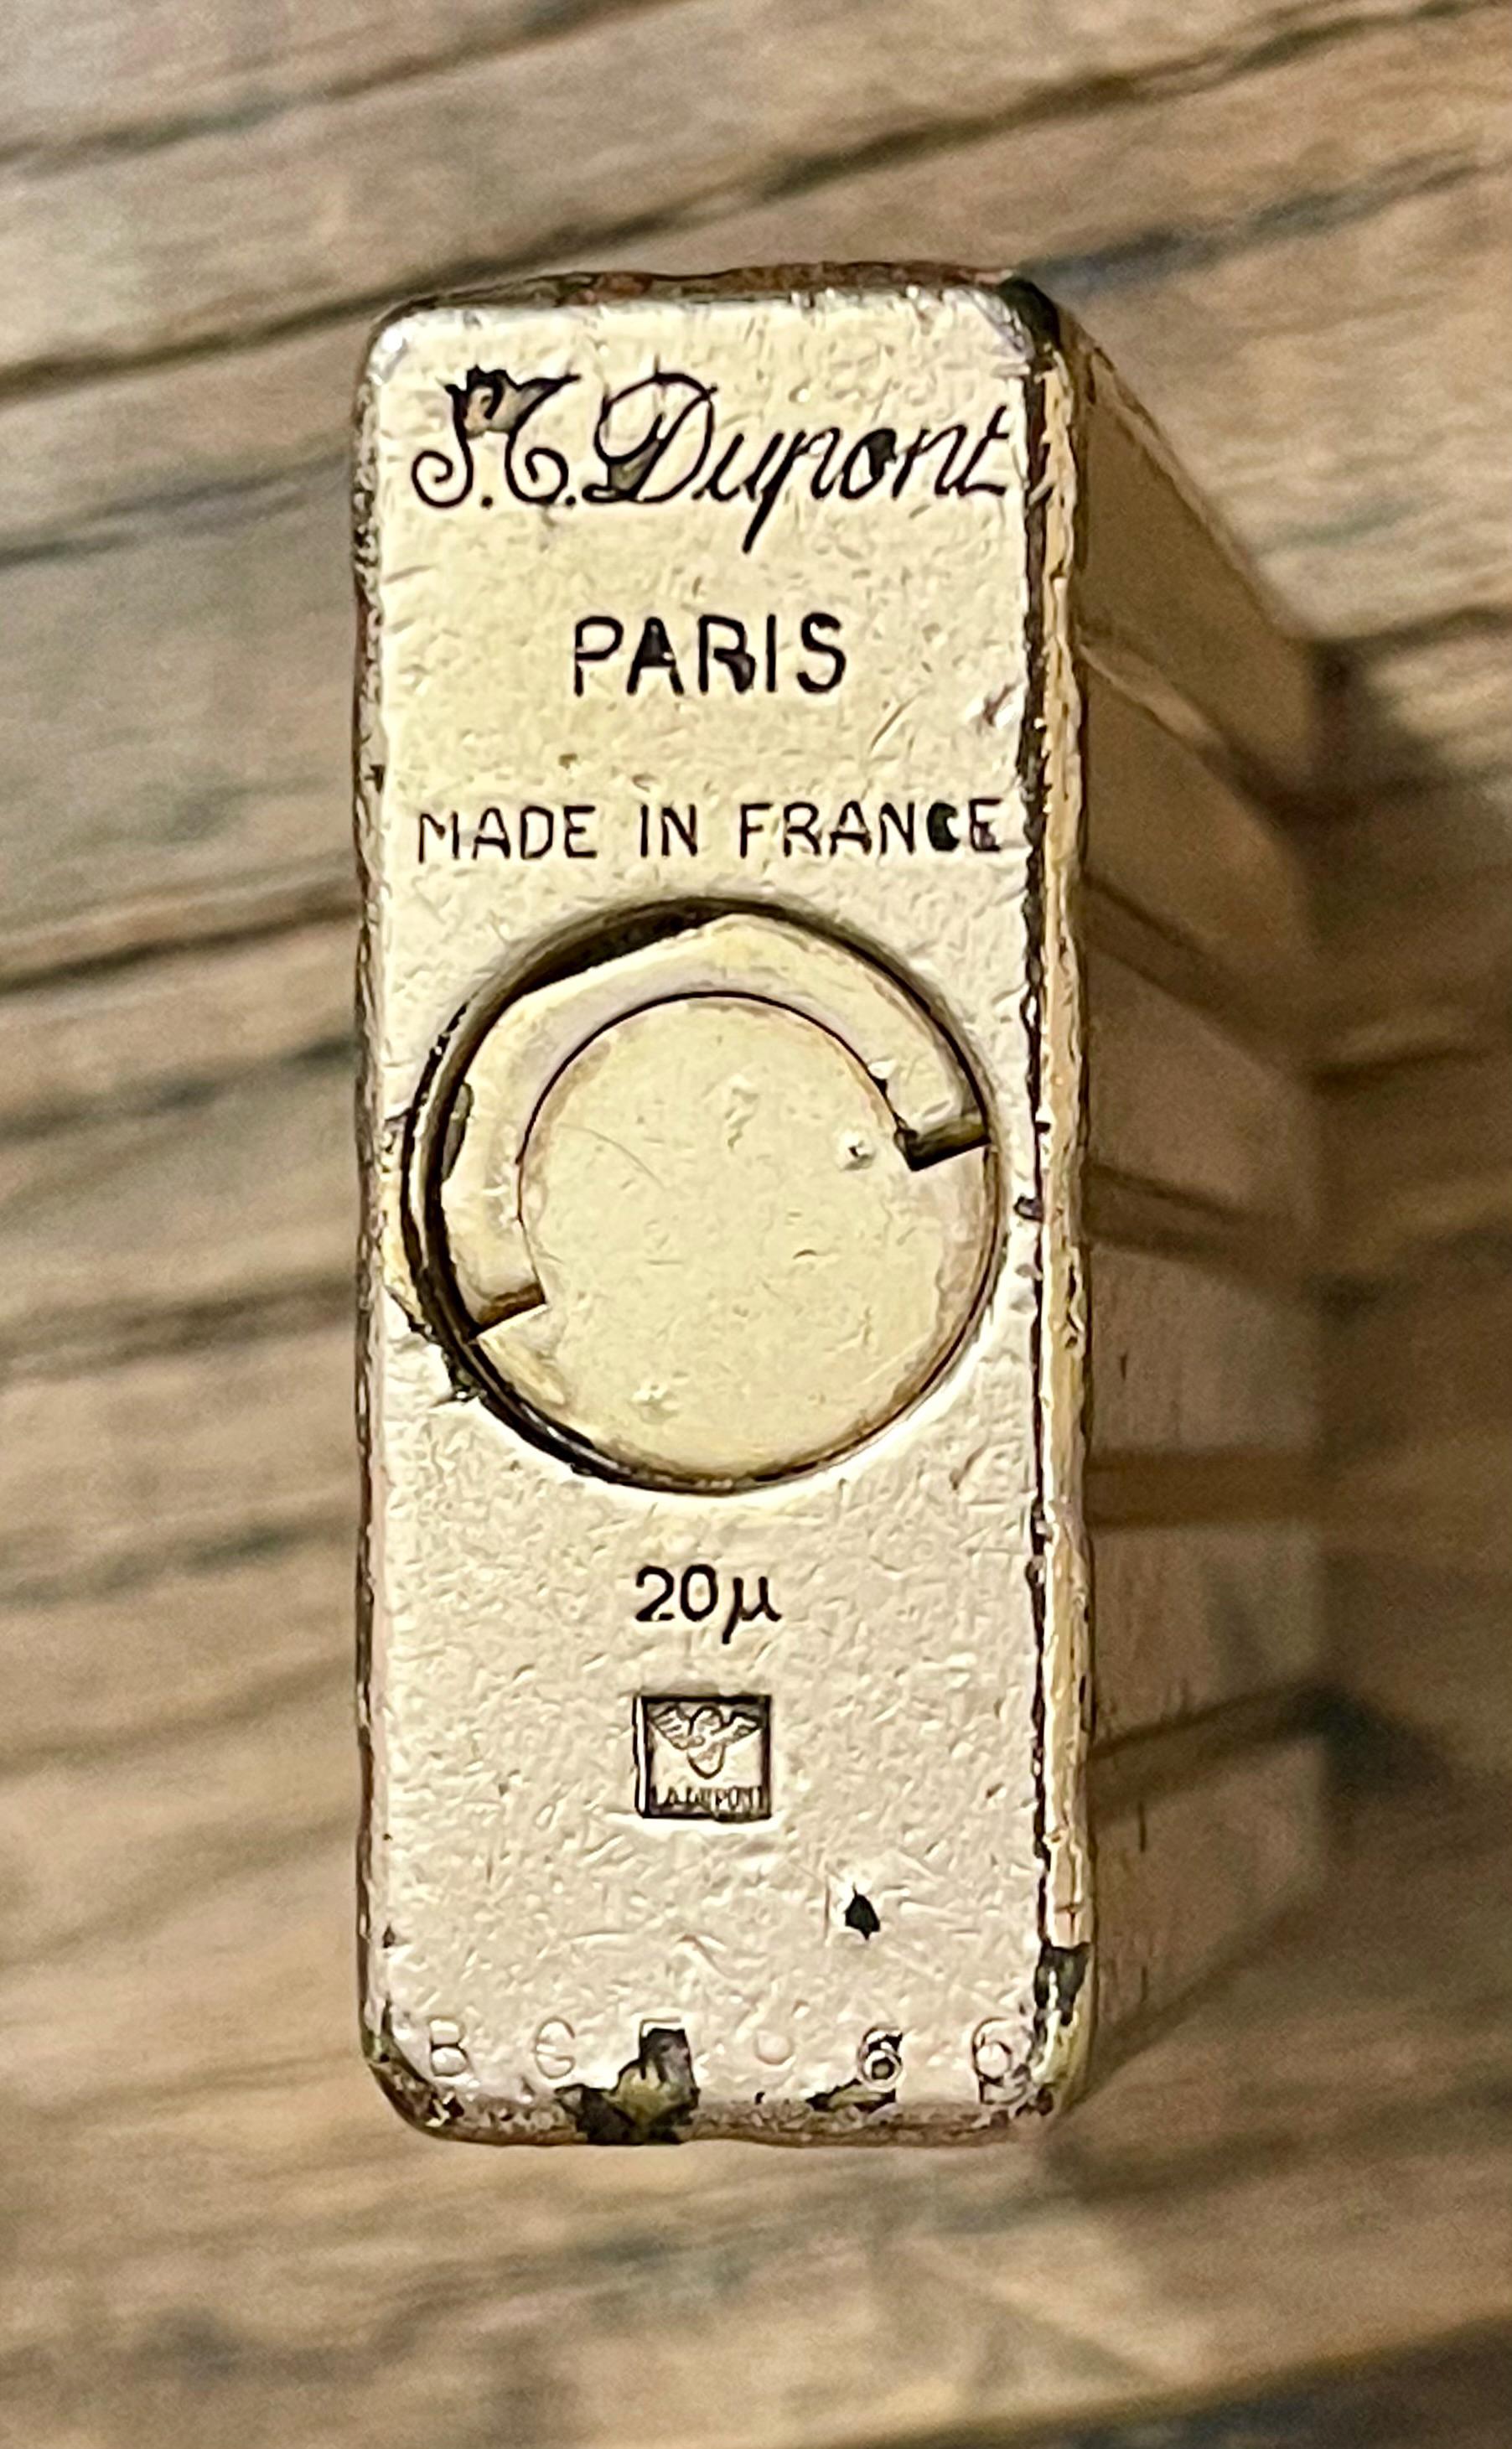 S.T. Dupont
PARIS
MADE IN FRANCE
20μ